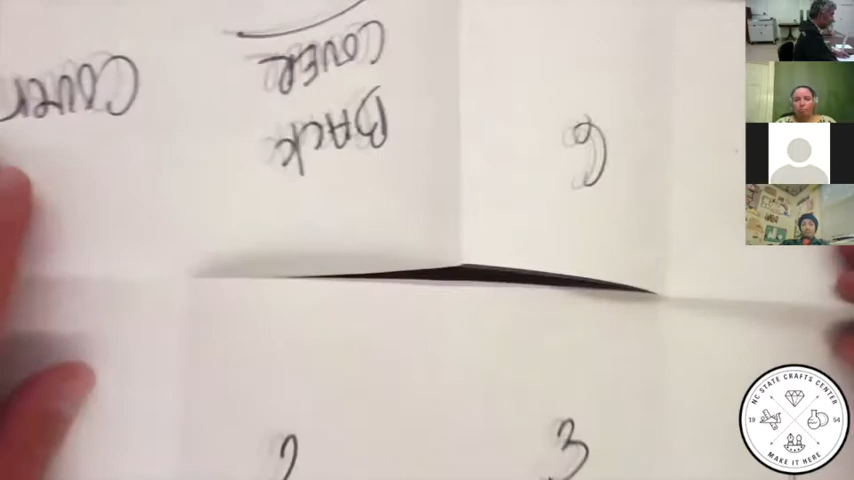 COVER
BACK
COVER
6
2
3
NC STATE CRAFTS CENTER
19 54
MAKE IT HERE